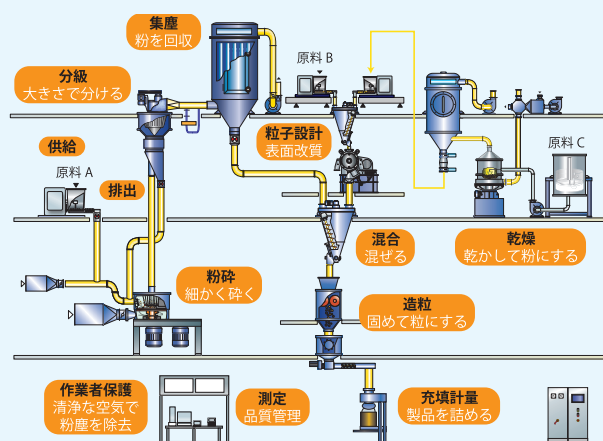 集塵
粉を回収
原料 B
分級
大きさで分ける
粒子設計
表面改質
供給
原料 A
原料 C
排出
混合
混ぜる
乾燥
乾かして粉にする
粉砕
細かく砕く
造粒
固めて粒にする
作業者保護
清浄な空気で
粉塵を除去
測定
品質管理
充填計量
製品を詰める